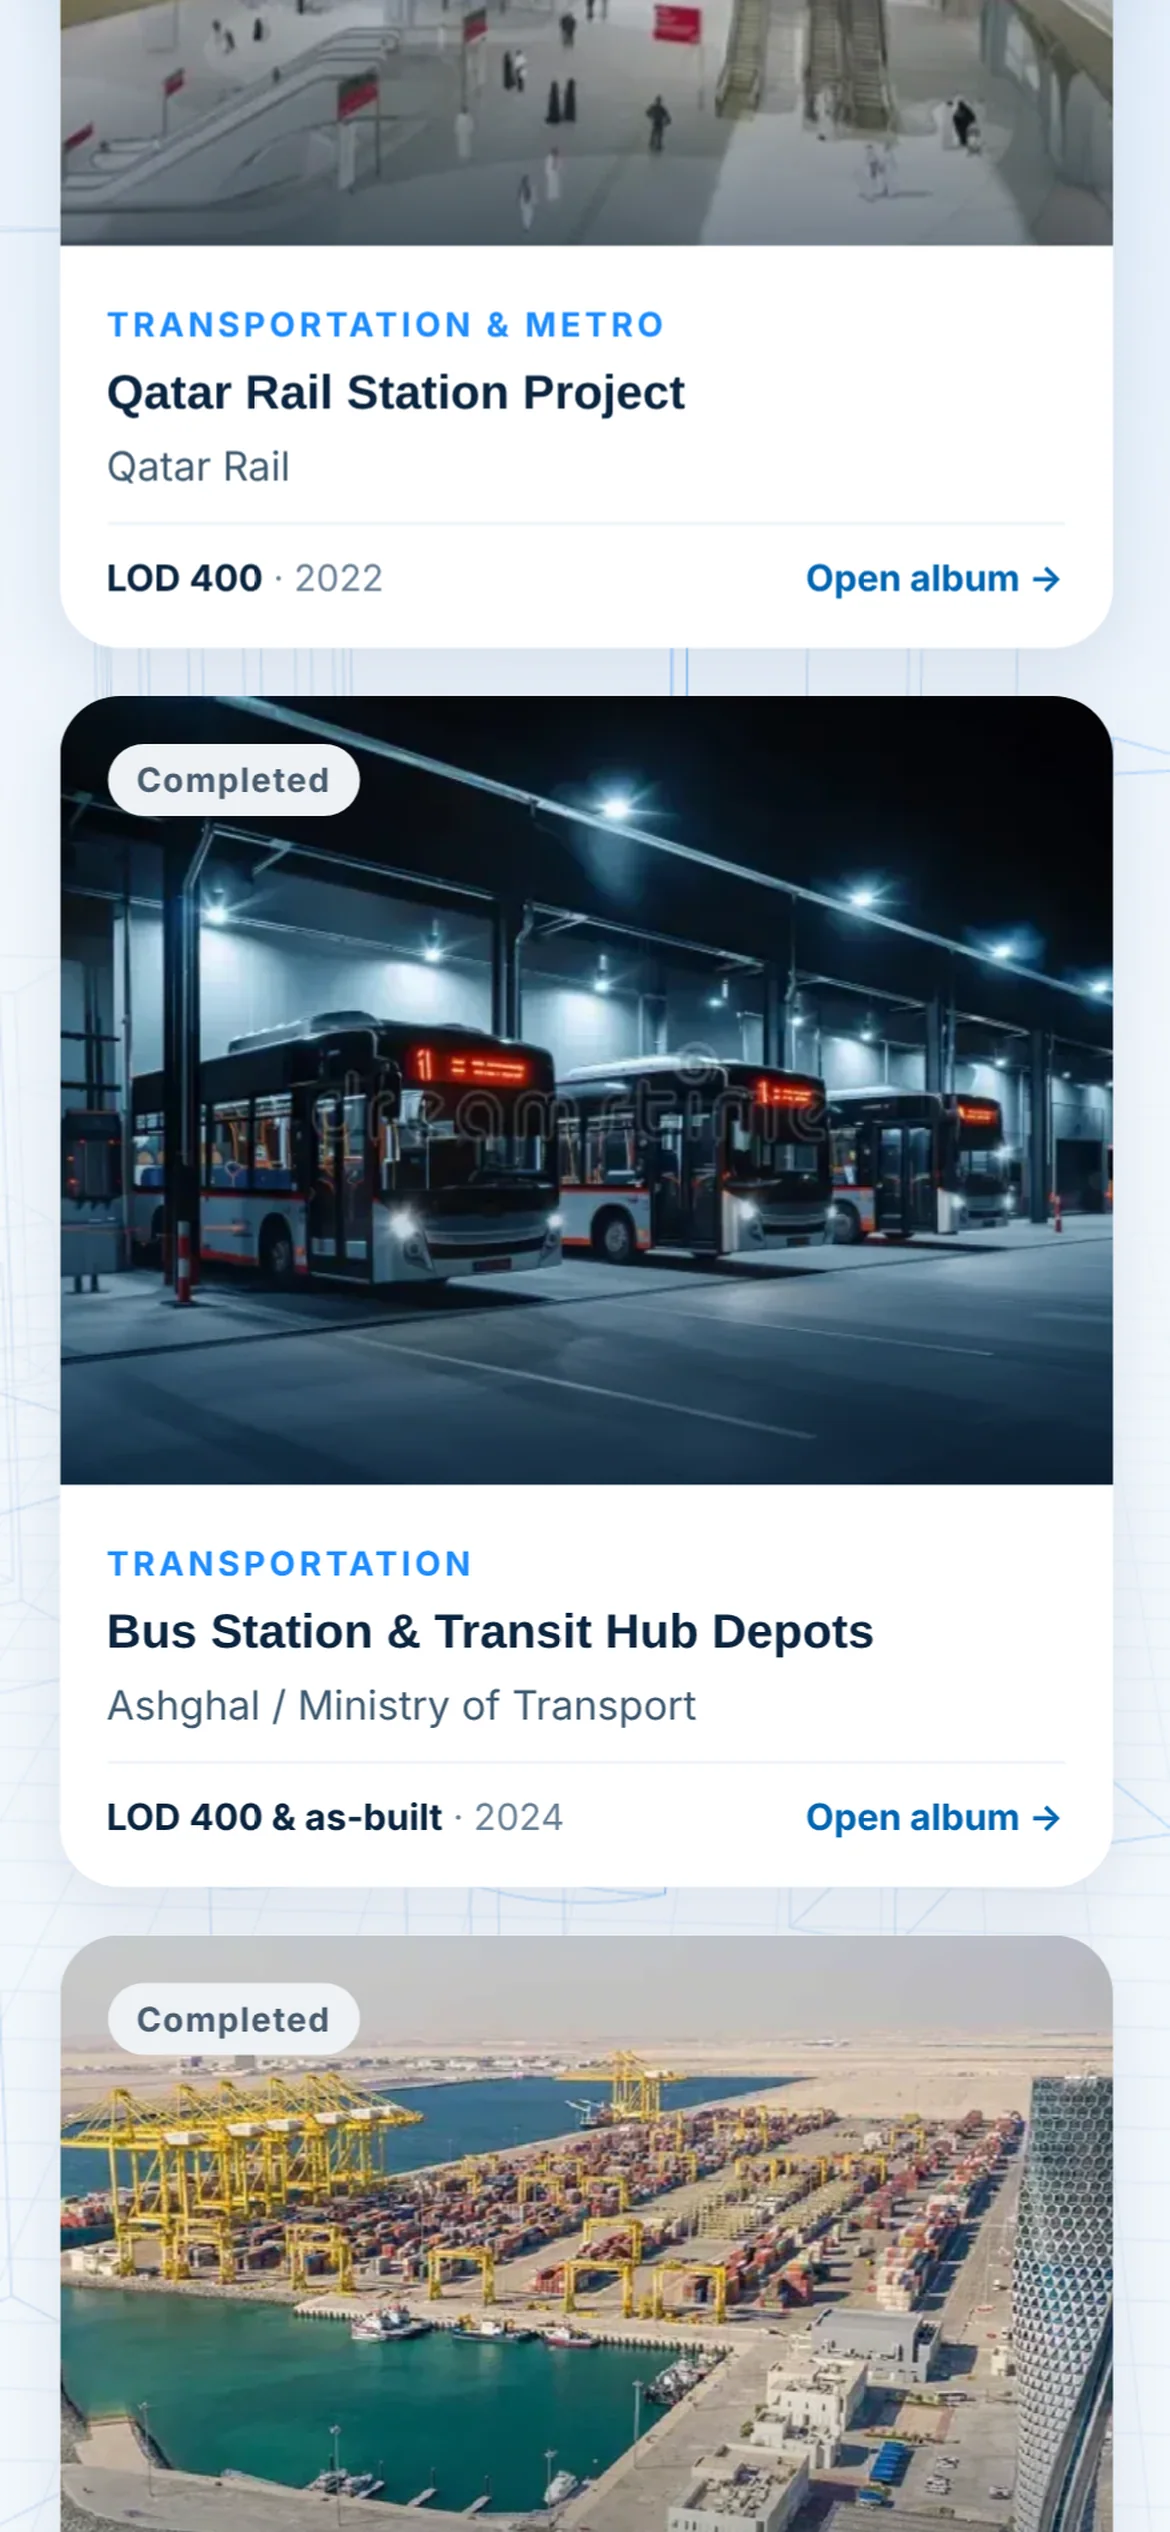 TRANSPORTATION & METRO
Qatar Rail Station Project
Qatar Rail
LOD 400 · 2022
Open album →
Completed
dreamstime
TRANSPORTATION
Bus Station & Transit Hub Depots
Ashghal / Ministry of Transport
LOD 400 & as-built · 2024
Open album →
Completed